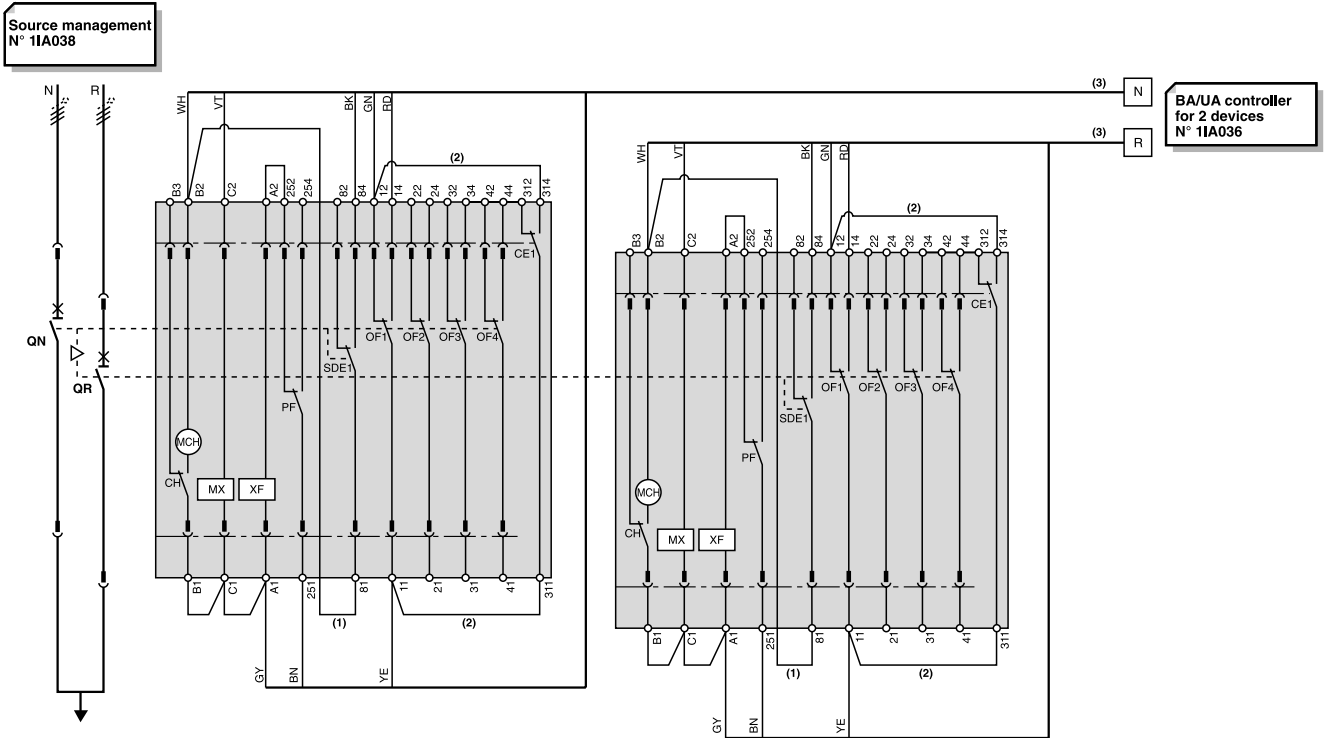 Source management
N° 1IA038
N
R
WH
VT
BK
GN
RD
(3)
N
BA/UA controller
for 2 devices
N° 1IA036
(3)
R
(2)
B3
B2
C2
A2
252
254
82
84
12
14
22
24
32
34
42
44
312
314
CE1
WH
VT
BK
GN
RD
(2)
B3
B2
C2
A2
252
254
82
84
12
14
22
24
32
34
42
44
312
314
CE1
QN
QR
OF1
OF2
OF3
OF4
SDE1
PF
MCH
CH
MX
XF
OF1
OF2
OF3
OF4
SDE1
PF
MCH
CH
MX
XF
B1
C1
A1
251
81
11
21
31
41
311
(1)
(2)
GY
BN
YE
B1
C1
A1
251
81
11
21
31
41
311
(1)
(2)
GY
BN
YE